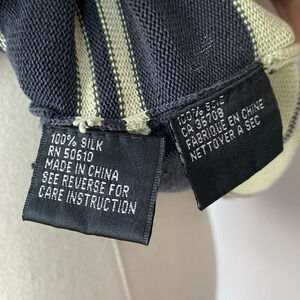 100% SILK
RN 50610
MADE IN CHINA
SEE REVERSE FOR
CARE INSTRUCTION
100%
CA 35709
FABRIQUE EN CHINE
NETTOYER A SEC